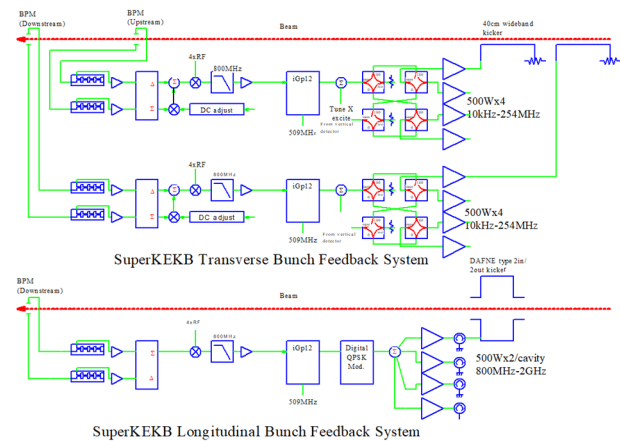 BPM
(Downstream)
BPM
(Upstream)
Beam
40cm wideband
kicker
4xRF
800MHz
Δ
Σ
Σ
DC adjust
iGp12
509MHz
Σ
Tune X
excite
From vertical
detector
500Wx4
10kHz-254MHz
4xRF
800MHz
Δ
Σ
Σ
DC adjust
iGp12
509MHz
Σ
From vertical
detector
500Wx4
10kHz-254MHz
SuperKEKB Transverse Bunch Feedback System
BPM
(Downstream)
Beam
DAFNE type 2in/
2out kicker
4xRF
800MHz
Δ
Σ
iGp12
509MHz
Digital
QPSK
Mod.
Σ
500Wx2/cavity
800MHz-2GHz
SuperKEKB Longitudinal Bunch Feedback System